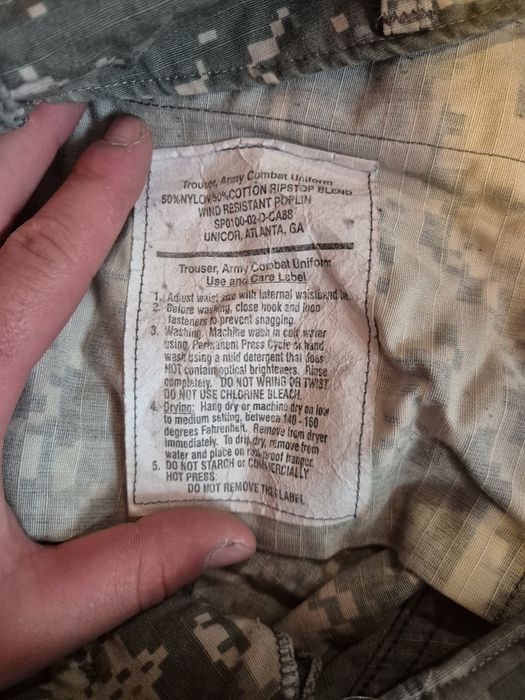 Trouser, Army Combat Uniform
50%NYLON/50%COTTON RIPSTOP BLEND
WIND RESISTANT POPLIN
SP0100-02-D-CA88
UNICOR, ATLANTA, GA
Trouser, Army Combat Uniform
Use and Care Label
1. Adjust waist size with internal waistband tie.
2. Before washing, close hook and loop
fasteners to prevent snagging.
3. Washing: Machine wash in cold water
using Permanent Press Cycle or hand
wash using a mild detergent that does
NOT contain optical brighteners. Rinse
completely. DO NOT WRING OR TWIST.
DO NOT USE CHLORINE BLEACH.
4. Drying: Hang dry or machine dry on low
to medium setting, between 140 - 160
degrees Fahrenheit. Remove from dryer
immediately. To drip dry, remove from
water and place on rust proof hanger.
5. DO NOT STARCH or COMMERCIALLY
HOT PRESS.
DO NOT REMOVE THIS LABEL